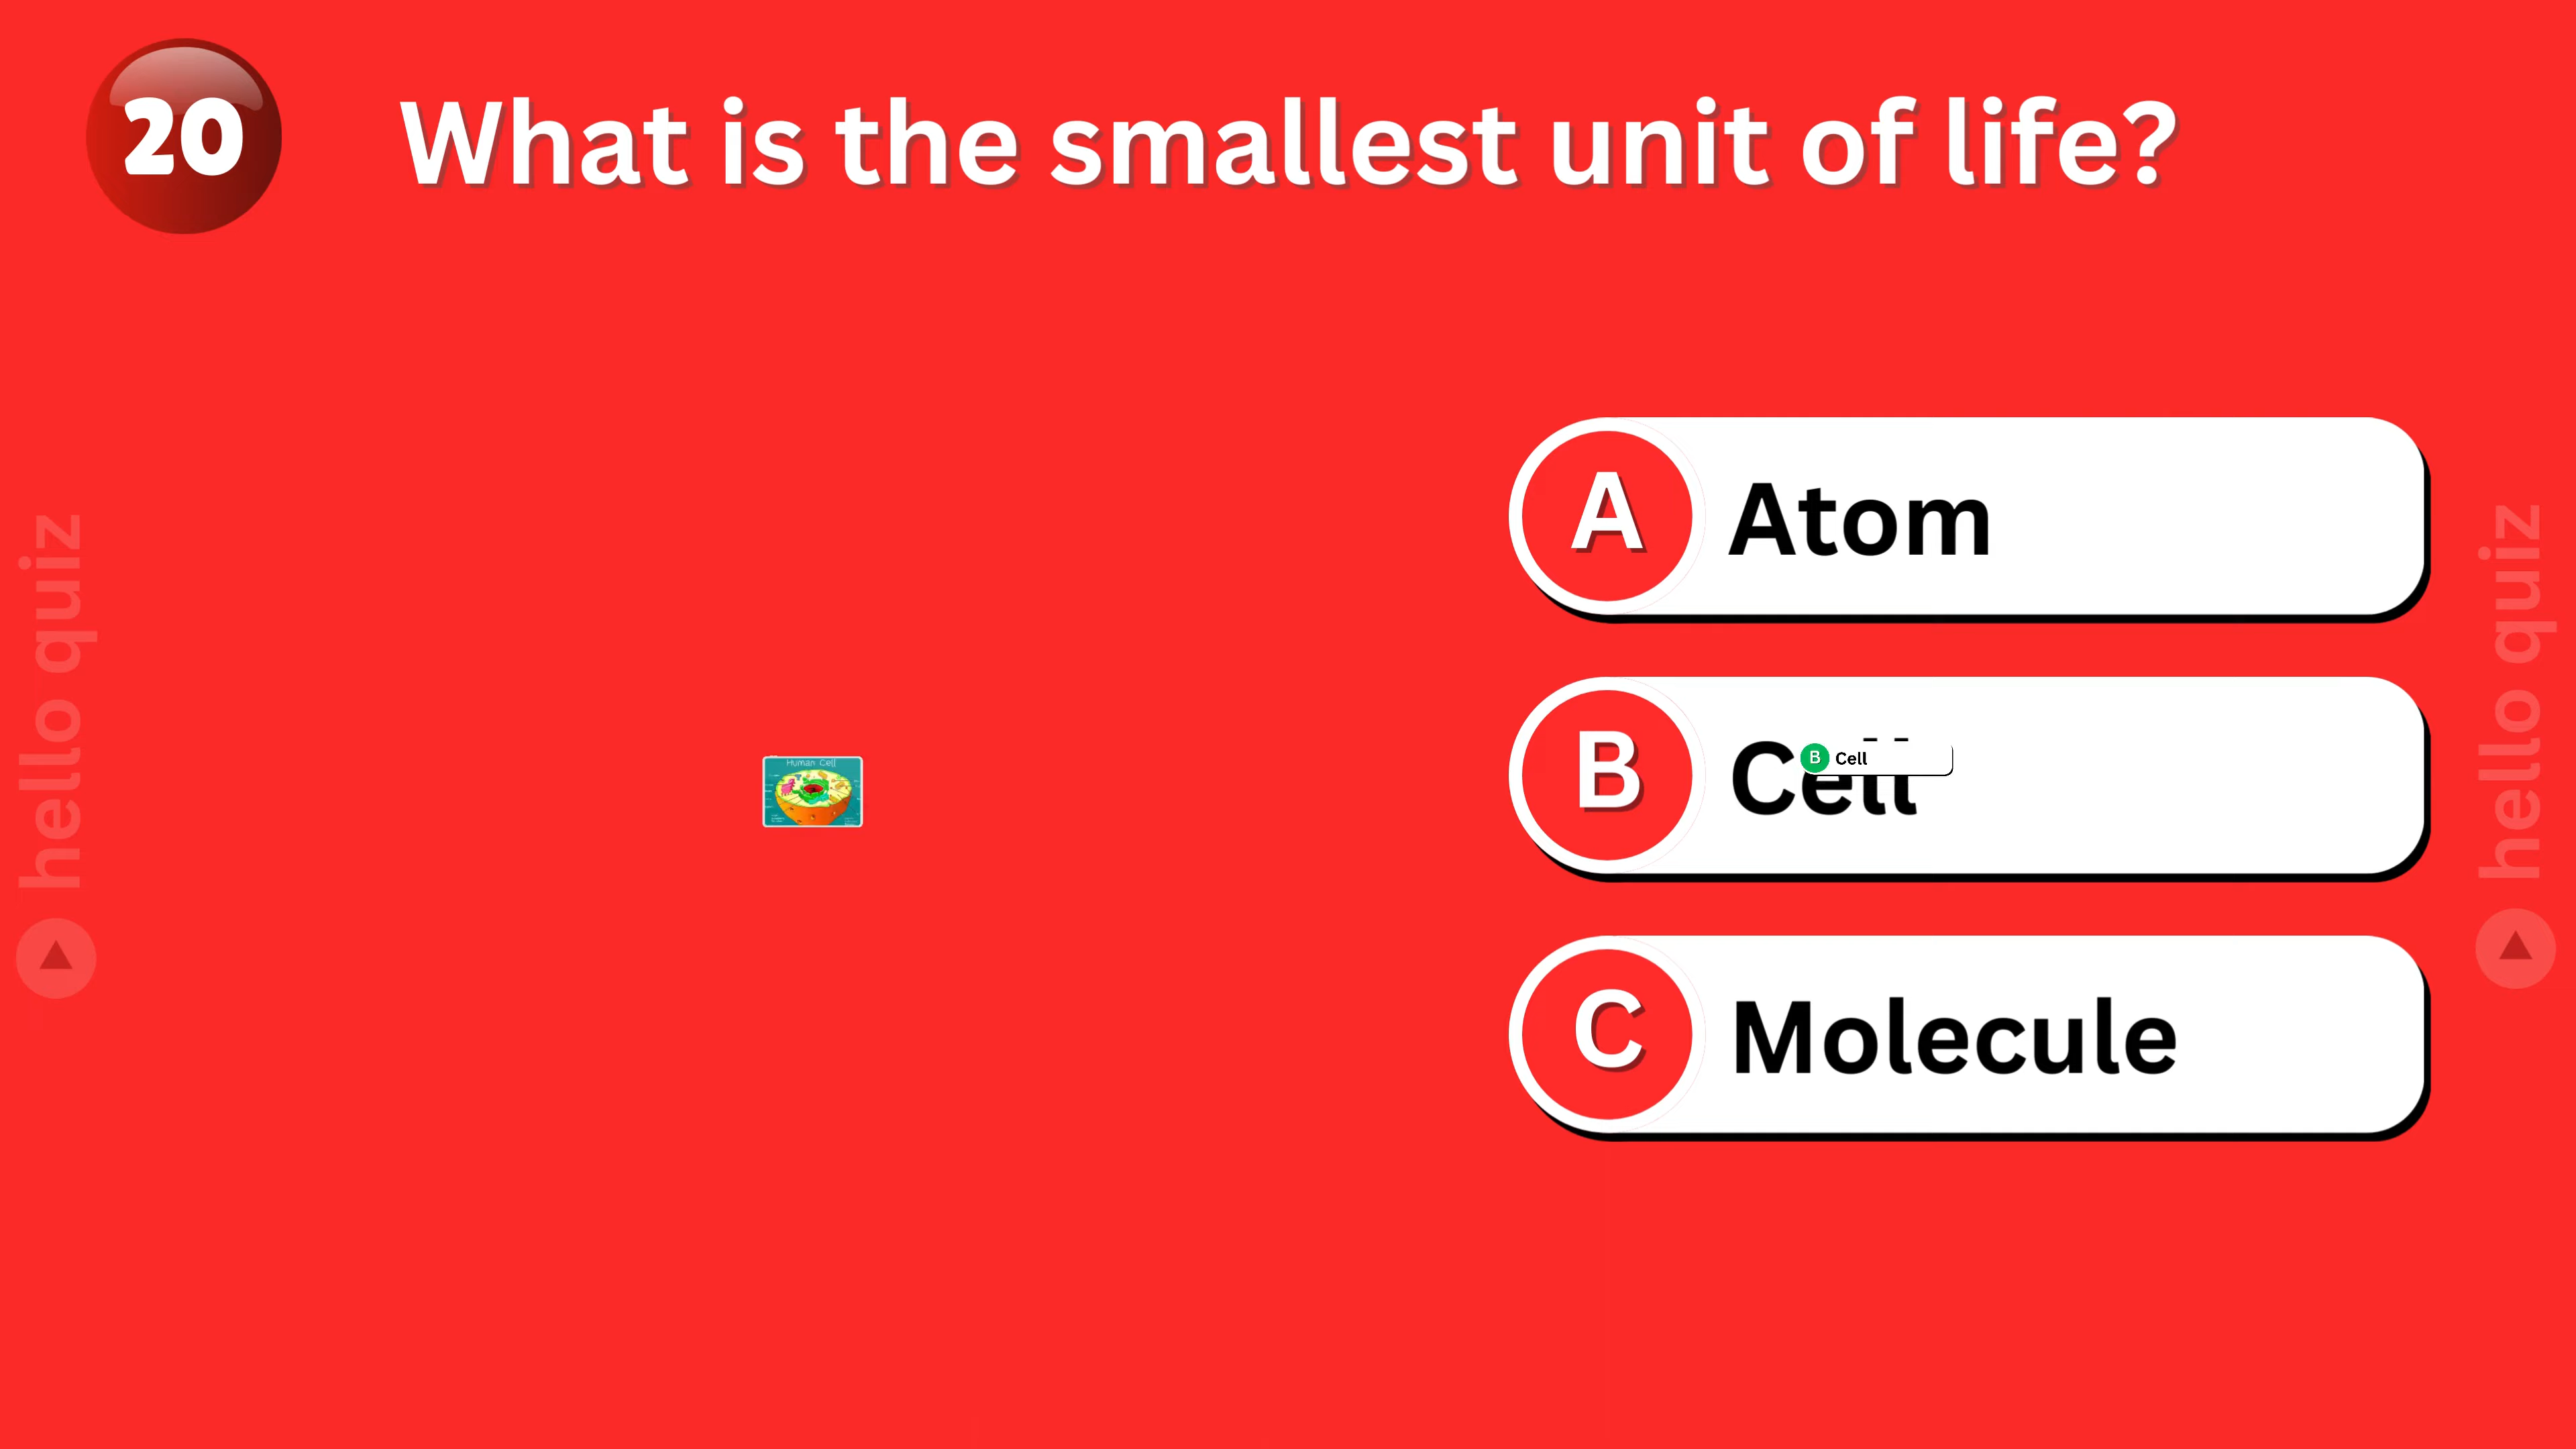 20
What is the smallest unit of life?
A Atom
B Cell
B Cell
C Molecule
Human Cell
hello quiz
hello quiz